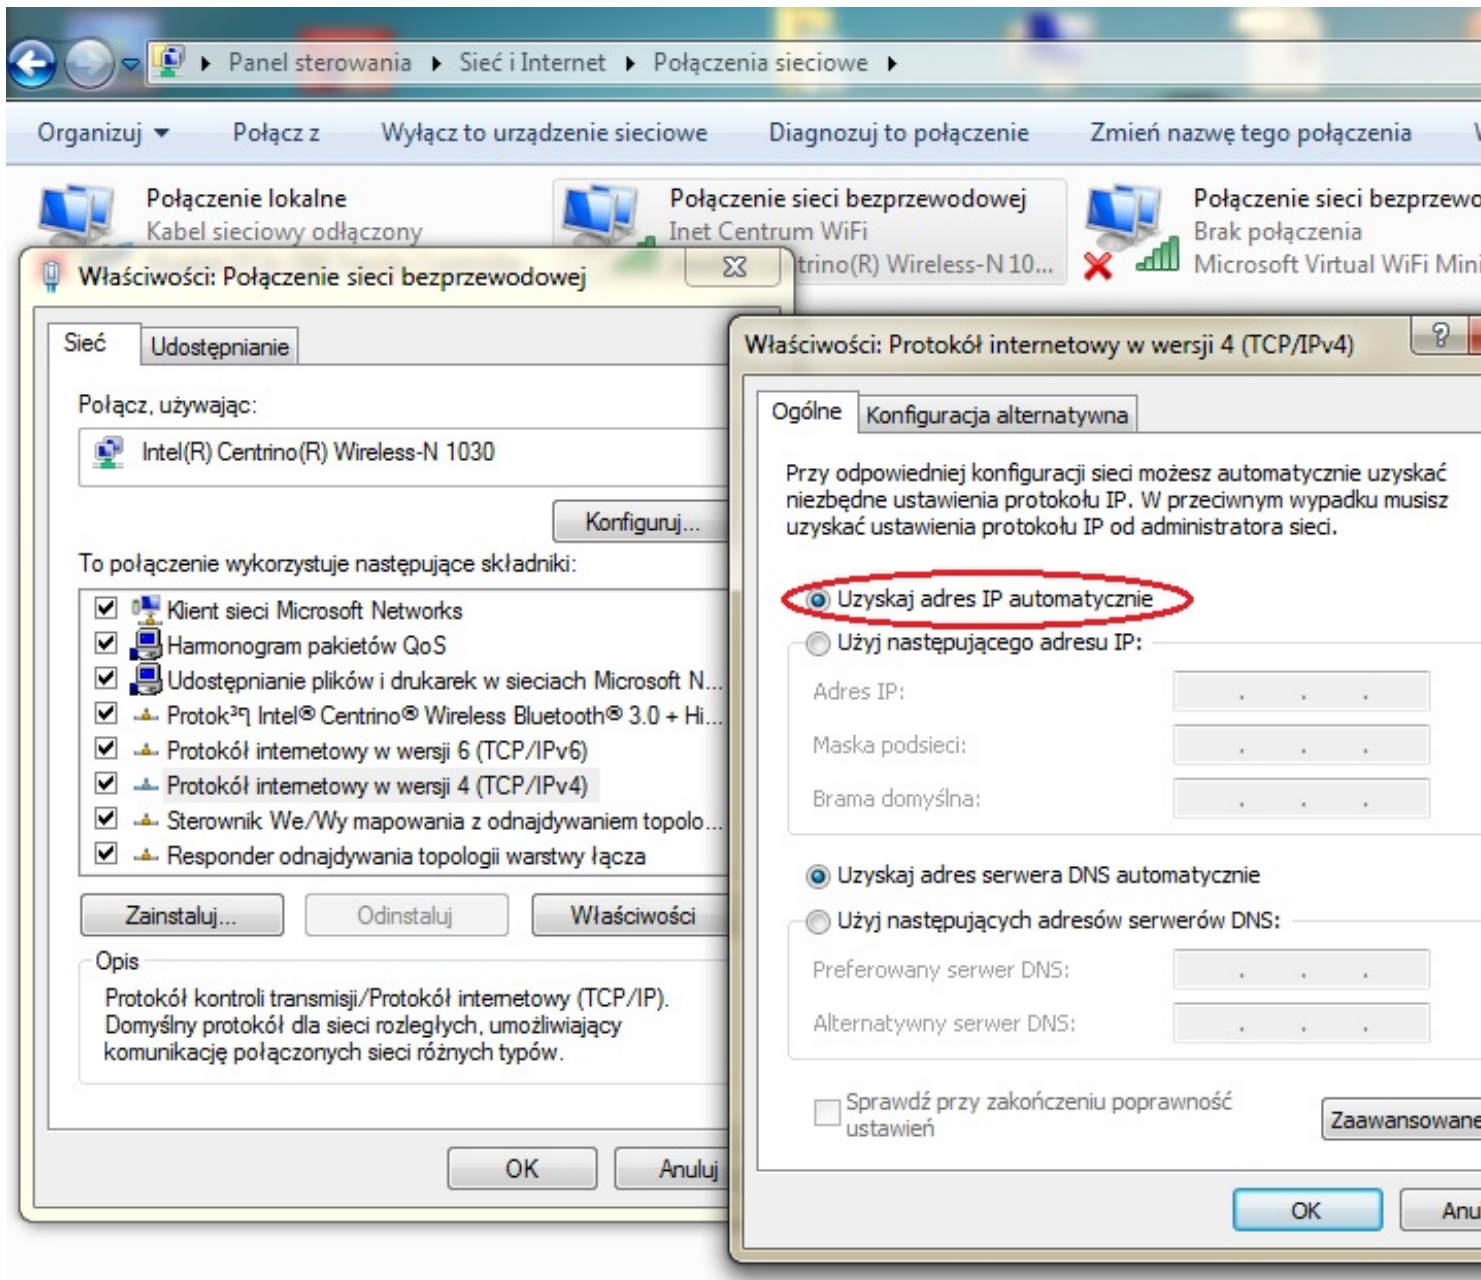 Panel sterowania Sieć i Internet Połączenia sieciowe
Organizuj Połącz z Wyłącz to urządzenie sieciowe Diagnozuj to połączenie Zmień nazwę tego połączenia
Połączenie lokalne
Kabel sieciowy odłączony
Połączenie sieci bezprzewodowej
Inet Centrum WiFi
trino(R) Wireless-N 10...
Połączenie sieci bezprzewo
Brak połączenia
Microsoft Virtual WiFi Mini
Właściwości: Połączenie sieci bezprzewodowej
Sieć Udostępnianie
Połącz, używając:
Intel(R) Centrino(R) Wireless-N 1030
Konfiguruj...
To połączenie wykorzystuje następujące składniki:
Klient sieci Microsoft Networks
Harmonogram pakietów QoS
Udostępnianie plików i drukarek w sieciach Microsoft N...
Protok³ף Intel® Centrino® Wireless Bluetooth® 3.0 + Hi...
Protokół internetowy w wersji 6 (TCP/IPv6)
Protokół internetowy w wersji 4 (TCP/IPv4)
Sterownik We/Wy mapowania z odnajdywaniem topolo...
Responder odnajdywania topologii warstwy łącza
Zainstaluj... Odinstaluj Właściwości
Opis
Protokół kontroli transmisji/Protokół internetowy (TCP/IP).
Domyślny protokół dla sieci rozległych, umożliwiający
komunikację połączonych sieci różnych typów.
OK Anuluj
Właściwości: Protokół internetowy w wersji 4 (TCP/IPv4)
Ogólne Konfiguracja alternatywna
Przy odpowiedniej konfiguracji sieci możesz automatycznie uzyskać
niezbędne ustawienia protokołu IP. W przeciwnym wypadku musisz
uzyskać ustawienia protokołu IP od administratora sieci.
Uzyskaj adres IP automatycznie
Użyj następującego adresu IP:
Adres IP:
Maska podsieci:
Brama domyślna:
Uzyskaj adres serwera DNS automatycznie
Użyj następujących adresów serwerów DNS:
Preferowany serwer DNS:
Alternatywny serwer DNS:
Sprawdź przy zakończeniu poprawność
ustawień
Zaawansowane
OK Anu